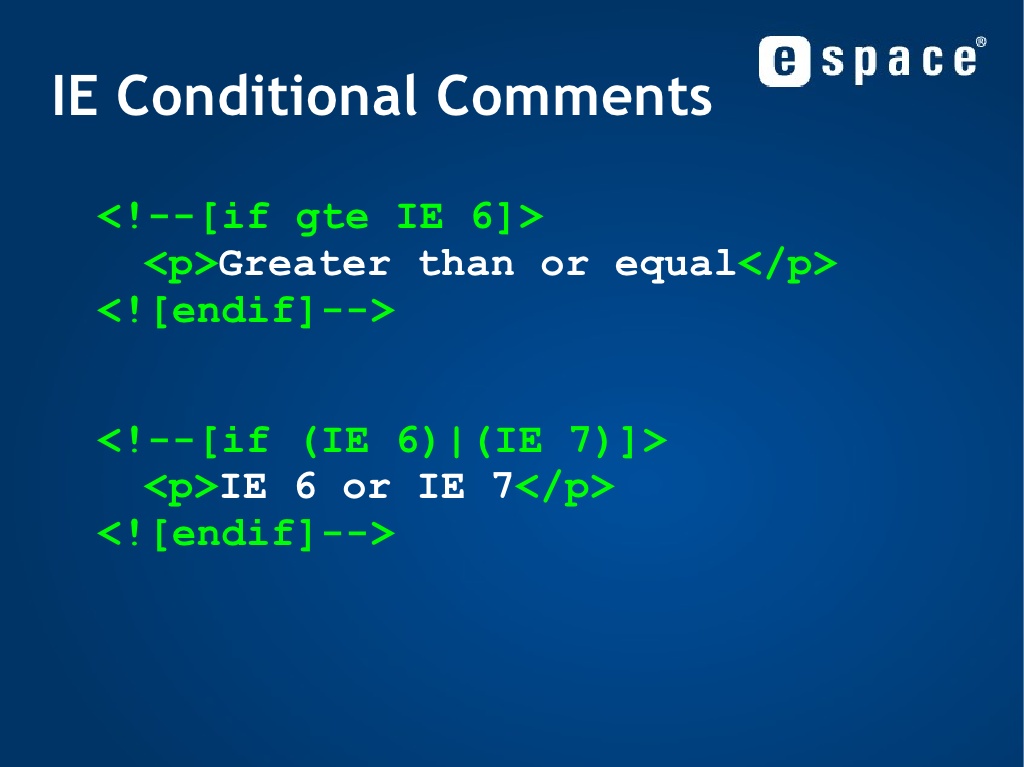 e space®
IE Conditional Comments
<!--[if gte IE 6]>
<p>Greater than or equal</p>
<![endif]-->
<!--[if (IE 6)|(IE 7)]>
<p>IE 6 or IE 7</p>
<![endif]-->